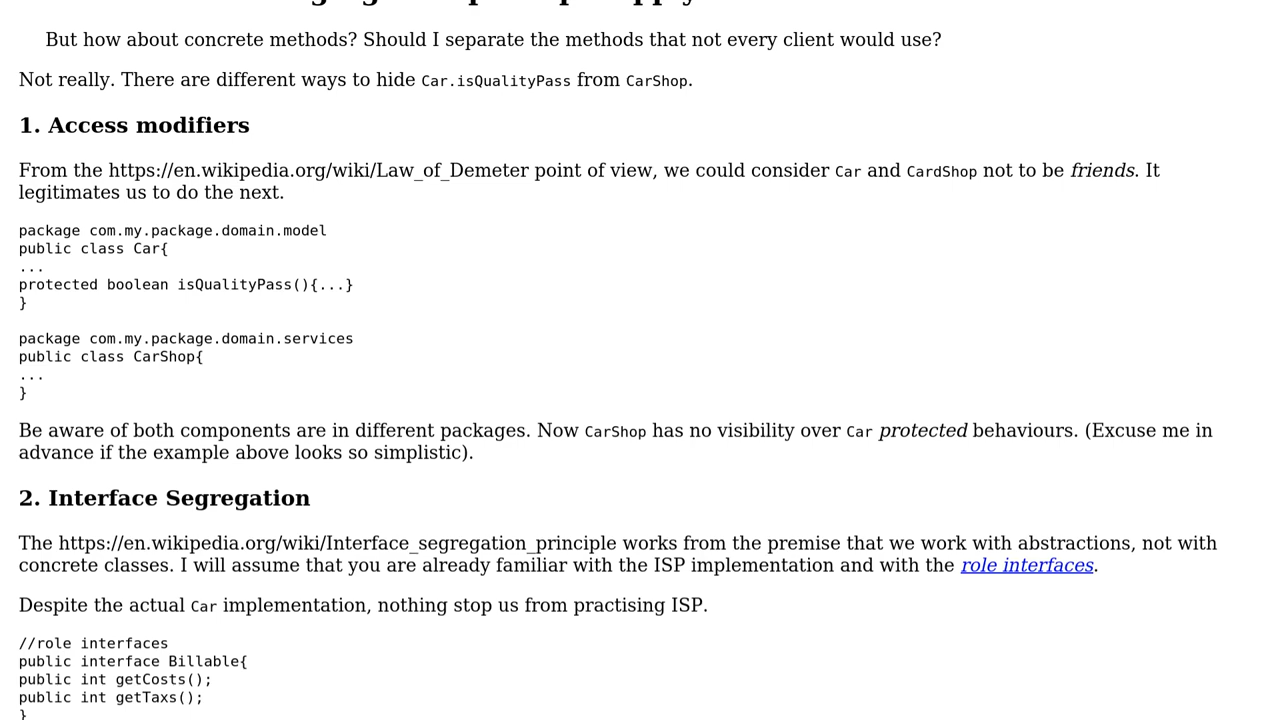 But how about concrete methods? Should I separate the methods that not every client would use?
Not really. There are different ways to hide Car.isQualityPass from CarShop.
1. Access modifiers
From the https://en.wikipedia.org/wiki/Law_of_Demeter point of view, we could consider Car and CardShop not to be friends. It
legitimates us to do the next.
package com.my.package.domain.model
public class Car{
...
protected boolean isQualityPass(){...}
}
package com.my.package.domain.services
public class CarShop{
...
}
Be aware of both components are in different packages. Now CarShop has no visibility over Car protected behaviours. (Excuse me in
advance if the example above looks so simplistic).
2. Interface Segregation
The https://en.wikipedia.org/wiki/Interface_segregation_principle works from the premise that we work with abstractions, not with
concrete classes. I will assume that you are already familiar with the ISP implementation and with the role interfaces.
Despite the actual Car implementation, nothing stop us from practising ISP.
//role interfaces
public interface Billable{
public int getCosts();
public int getTaxs();
}